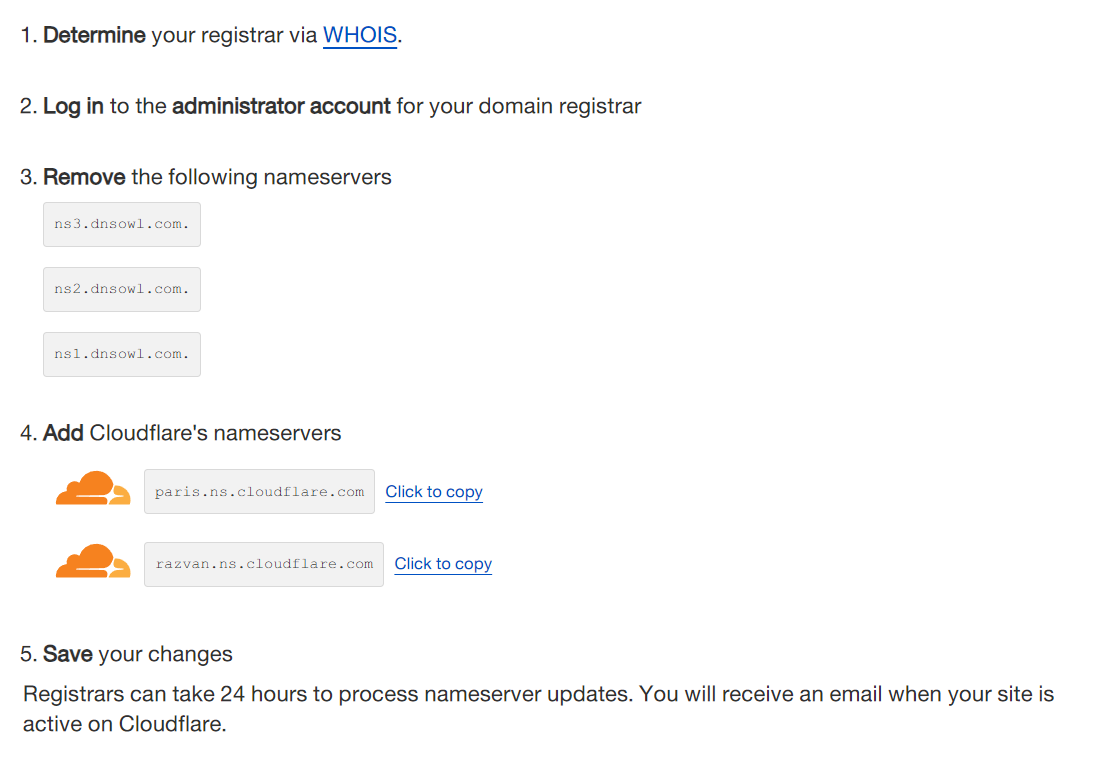 1. Determine your registrar via WHOIS.
2. Log in to the administrator account for your domain registrar
3. Remove the following nameservers
ns3.dnsowl.com.
ns2.dnsowl.com.
ns1.dnsowl.com.
4. Add Cloudflare's nameservers
paris.ns.cloudflare.com Click to copy
razvan.ns.cloudflare.com Click to copy
5. Save your changes
Registrars can take 24 hours to process nameserver updates. You will receive an email when your site is
active on Cloudflare.